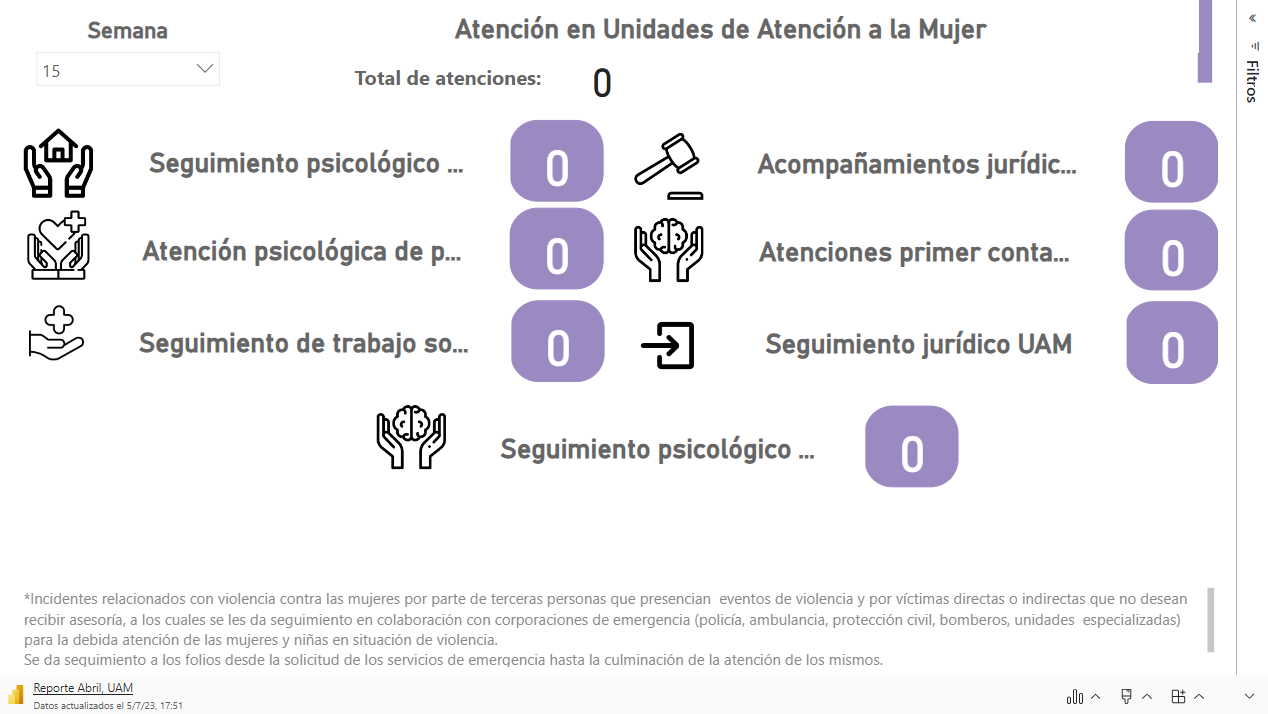 Semana
15
Atención en Unidades de Atención a la Mujer
Total de atenciones: 0
Seguimiento psicológico ... 0
Acompañamientos jurídic... 0
Atención psicológica de p... 0
Atenciones primer conta... 0
Seguimiento de trabajo so... 0
Seguimiento jurídico UAM 0
Seguimiento psicológico ... 0
*Incidentes relacionados con violencia contra las mujeres por parte de terceras personas que presencian eventos de violencia y por víctimas directas o indirectas que no desean
recibir asesoría, a los cuales se les da seguimiento en colaboración con corporaciones de emergencia (policía, ambulancia, protección civil, bomberos, unidades especializadas)
para la debida atención de las mujeres y niñas en situación de violencia.
Se da seguimiento a los folios desde la solicitud de los servicios de emergencia hasta la culminación de la atención de los mismos.
Filtros
Reporte Abril, UAM
Datos actualizados el 5/7/23, 17:51